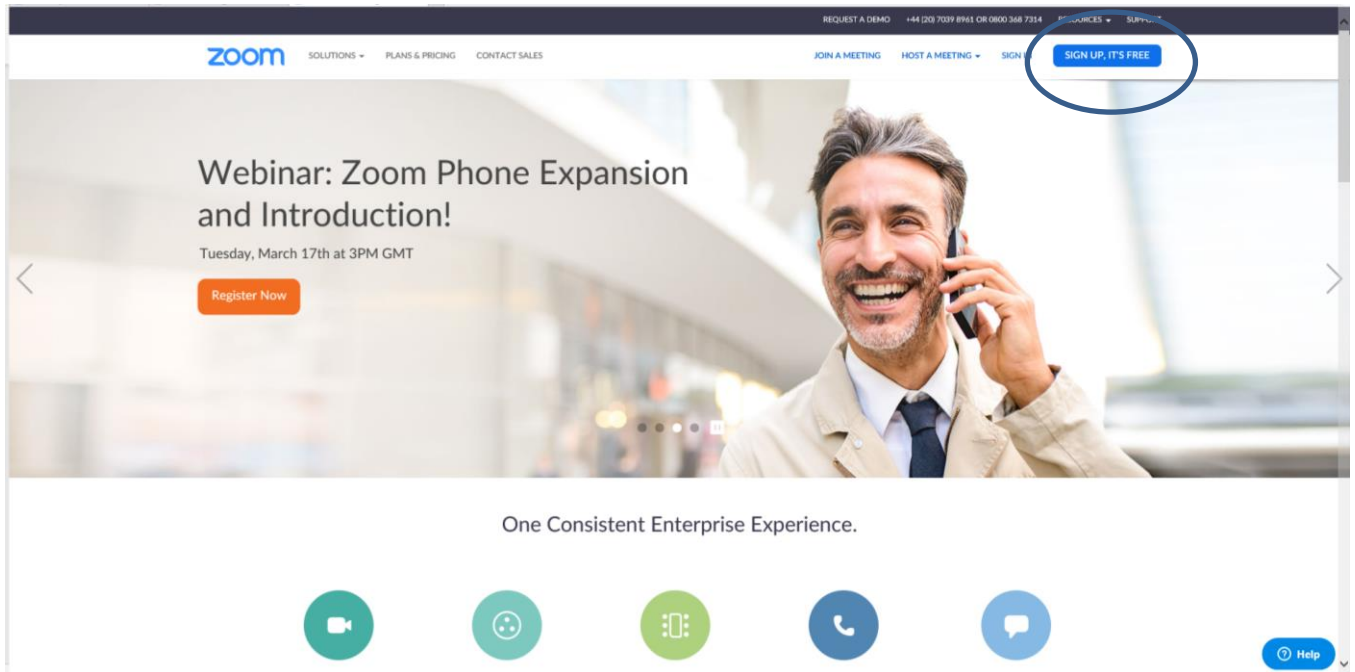 REQUEST A DEMO +44 (20) 7039 8961 OR 0800 368 7314 RESOURCES SUPPORT
zoom SOLUTIONS PLANS & PRICING CONTACT SALES JOIN A MEETING HOST A MEETING SIGN SIGN UP, IT'S FREE
Webinar: Zoom Phone Expansion
and Introduction!
Tuesday, March 17th at 3PM GMT
Register Now
One Consistent Enterprise Experience.
Help